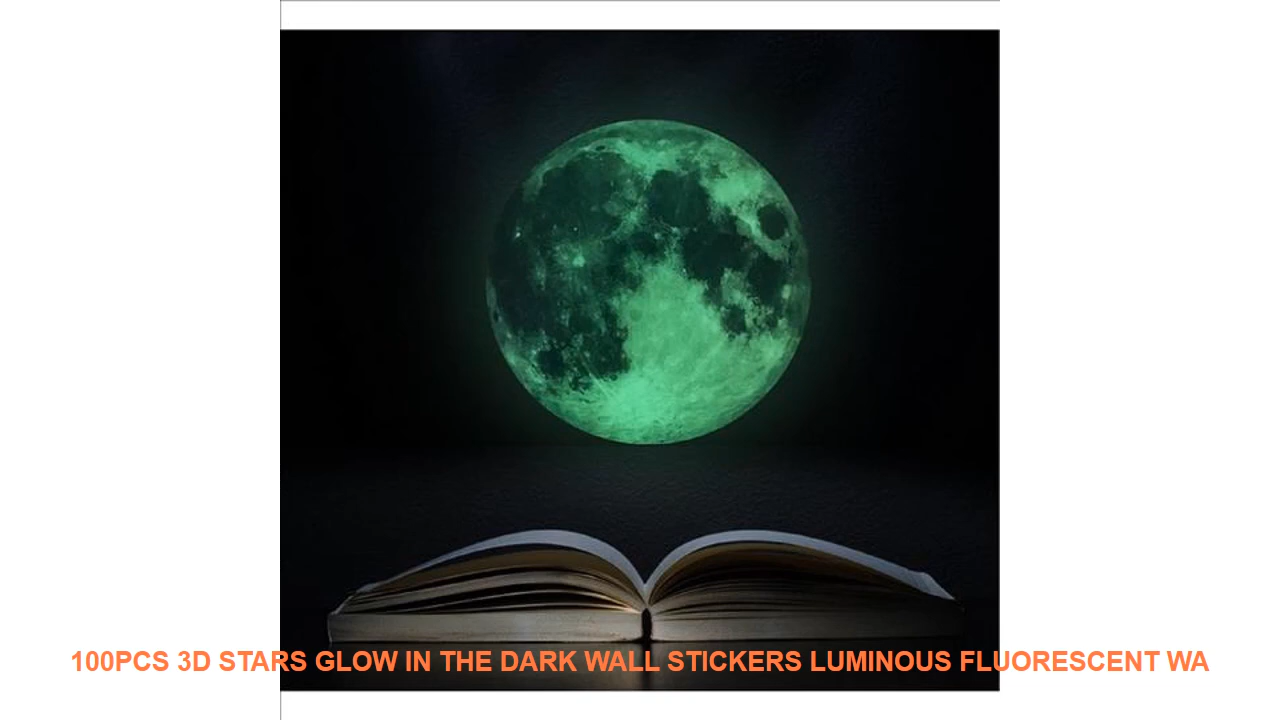 100PCS 3D STARS GLOW IN THE DARK WALL STICKERS LUMINOUS FLUORESCENT WA